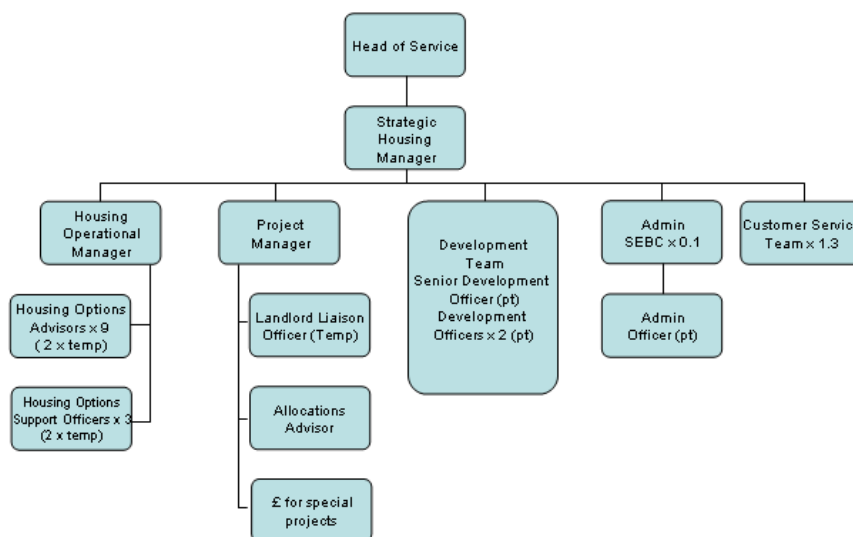 Head of Service
Strategic
Housing
Manager
Housing
Operational
Manager
Project
Manager
Development
Team
Senior Development
Officer (pt)
Development
Officers x 2 (pt)
Admin
SEBC x 0.1
Customer Service
Team x 1.3
Housing Options
Advisors x 9
( 2 x temp)
Landlord Liaison
Officer (Temp)
Admin
Officer (pt)
Housing Options
Support Officers x 3
(2 x temp)
Allocations
Advisor
£ for special
projects